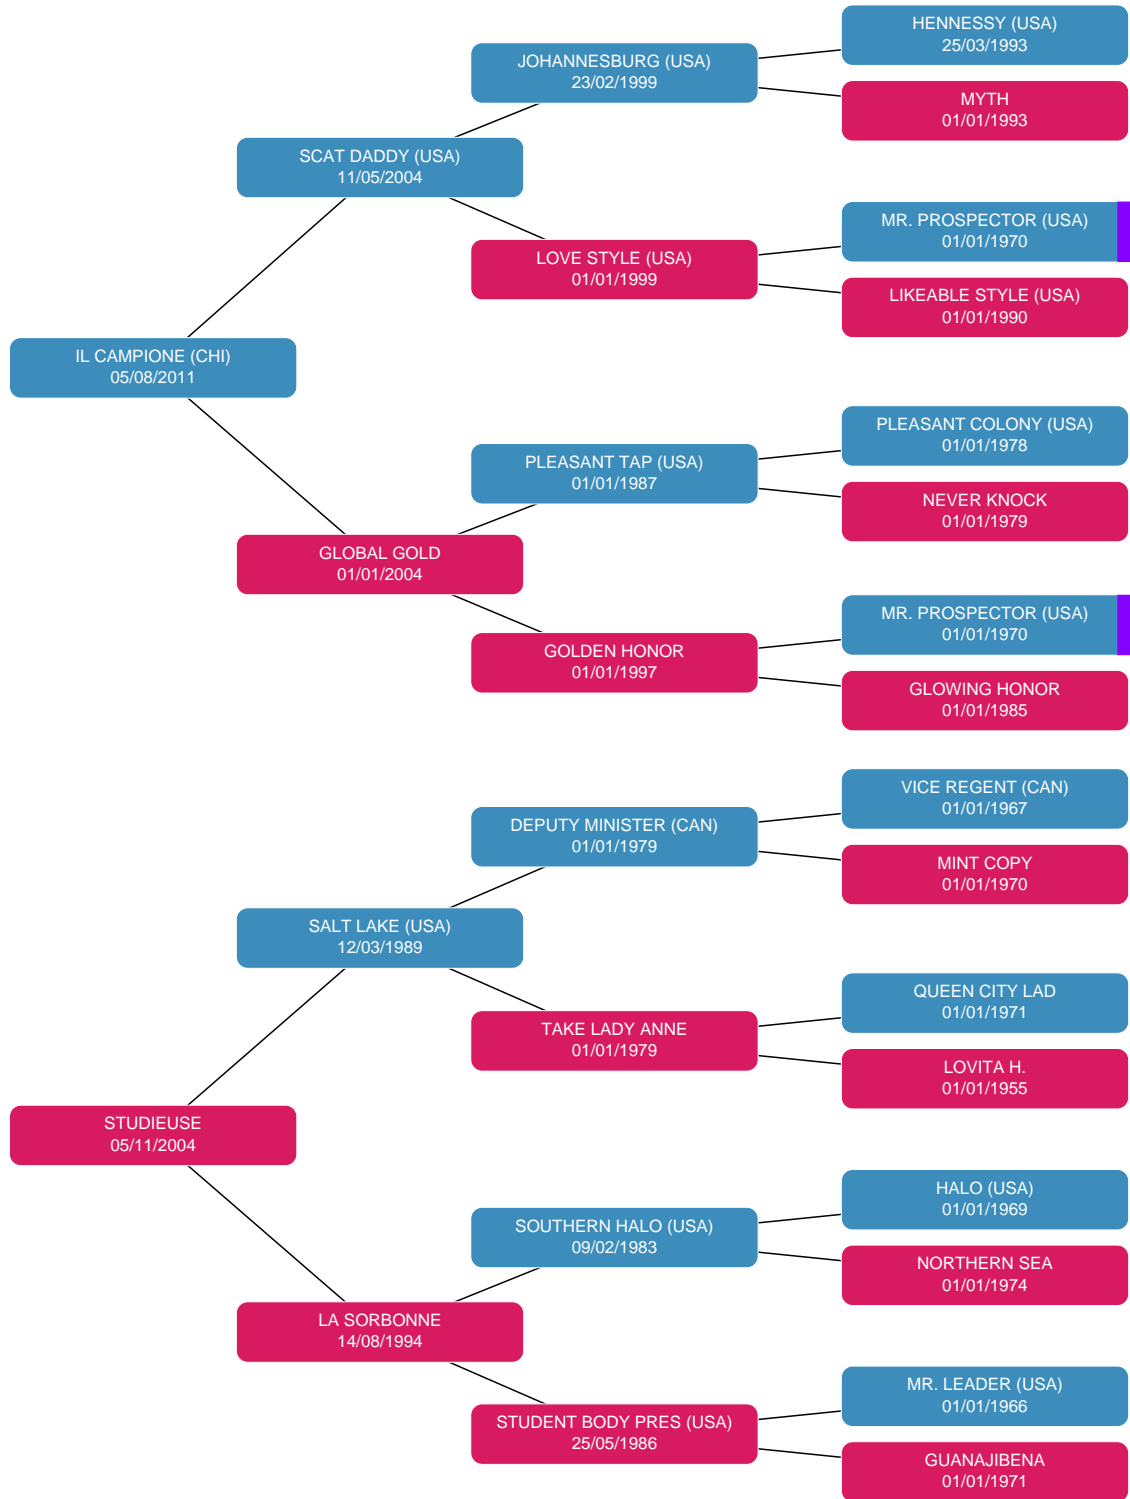 HENNESSY (USA)
25/03/1993
JOHANNESBURG (USA)
23/02/1999
MYTH
01/01/1993
SCAT DADDY (USA)
11/05/2004
MR. PROSPECTOR (USA)
01/01/1970
LOVE STYLE (USA)
01/01/1999
LIKEABLE STYLE (USA)
01/01/1990
IL CAMPIONE (CHI)
05/08/2011
PLEASANT COLONY (USA)
01/01/1978
PLEASANT TAP (USA)
01/01/1987
NEVER KNOCK
01/01/1979
GLOBAL GOLD
01/01/2004
MR. PROSPECTOR (USA)
01/01/1970
GOLDEN HONOR
01/01/1997
GLOWING HONOR
01/01/1985
VICE REGENT (CAN)
01/01/1967
DEPUTY MINISTER (CAN)
01/01/1979
MINT COPY
01/01/1970
SALT LAKE (USA)
12/03/1989
QUEEN CITY LAD
01/01/1971
TAKE LADY ANNE
01/01/1979
LOVITA H.
01/01/1955
STUDIEUSE
05/11/2004
HALO (USA)
01/01/1969
SOUTHERN HALO (USA)
09/02/1983
NORTHERN SEA
01/01/1974
LA SORBONNE
14/08/1994
MR. LEADER (USA)
01/01/1966
STUDENT BODY PRES (USA)
25/05/1986
GUANAJIBENA
01/01/1971